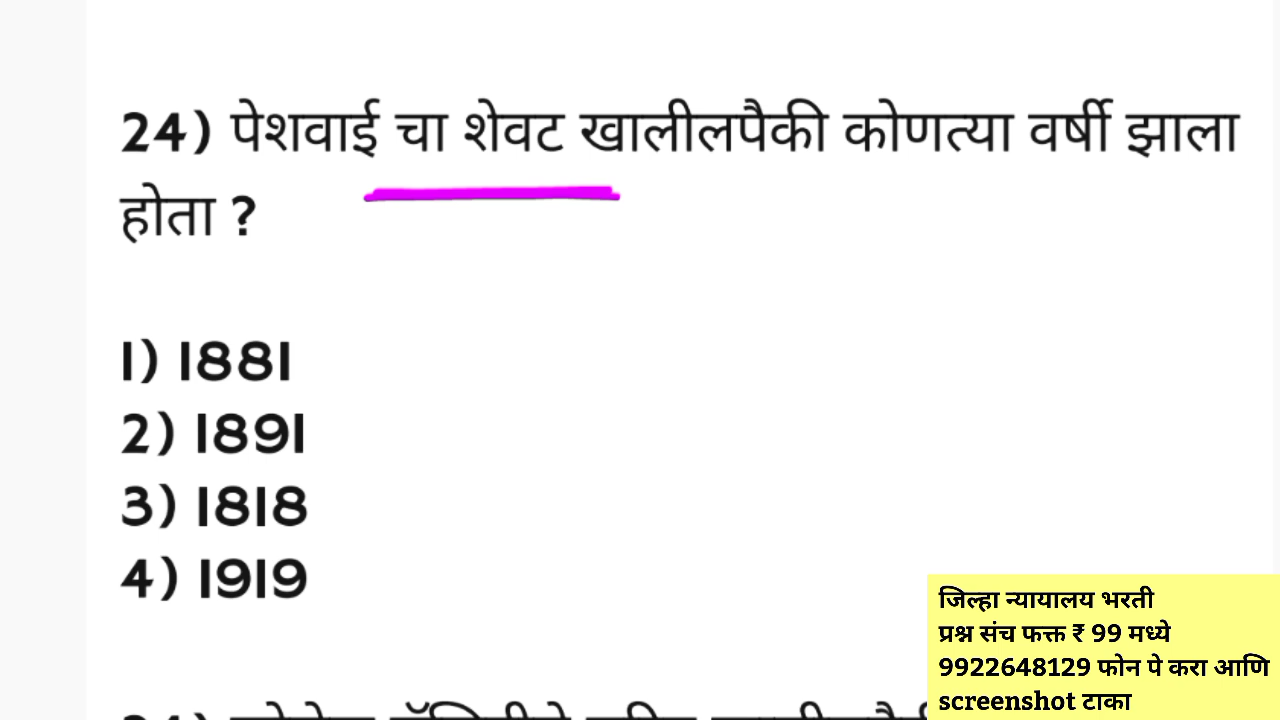 24) पेशवाई चा शेवट खालीलपैकी कोणत्या वर्षी झाला
होता ?
1) 1881
2) 1891
3) 1818
4) 1919
जिल्हा न्यायालय भरती
प्रश्न संच फक्त ₹ 99 मध्ये
9922648129 फोन पे करा आणि
screenshot टाका